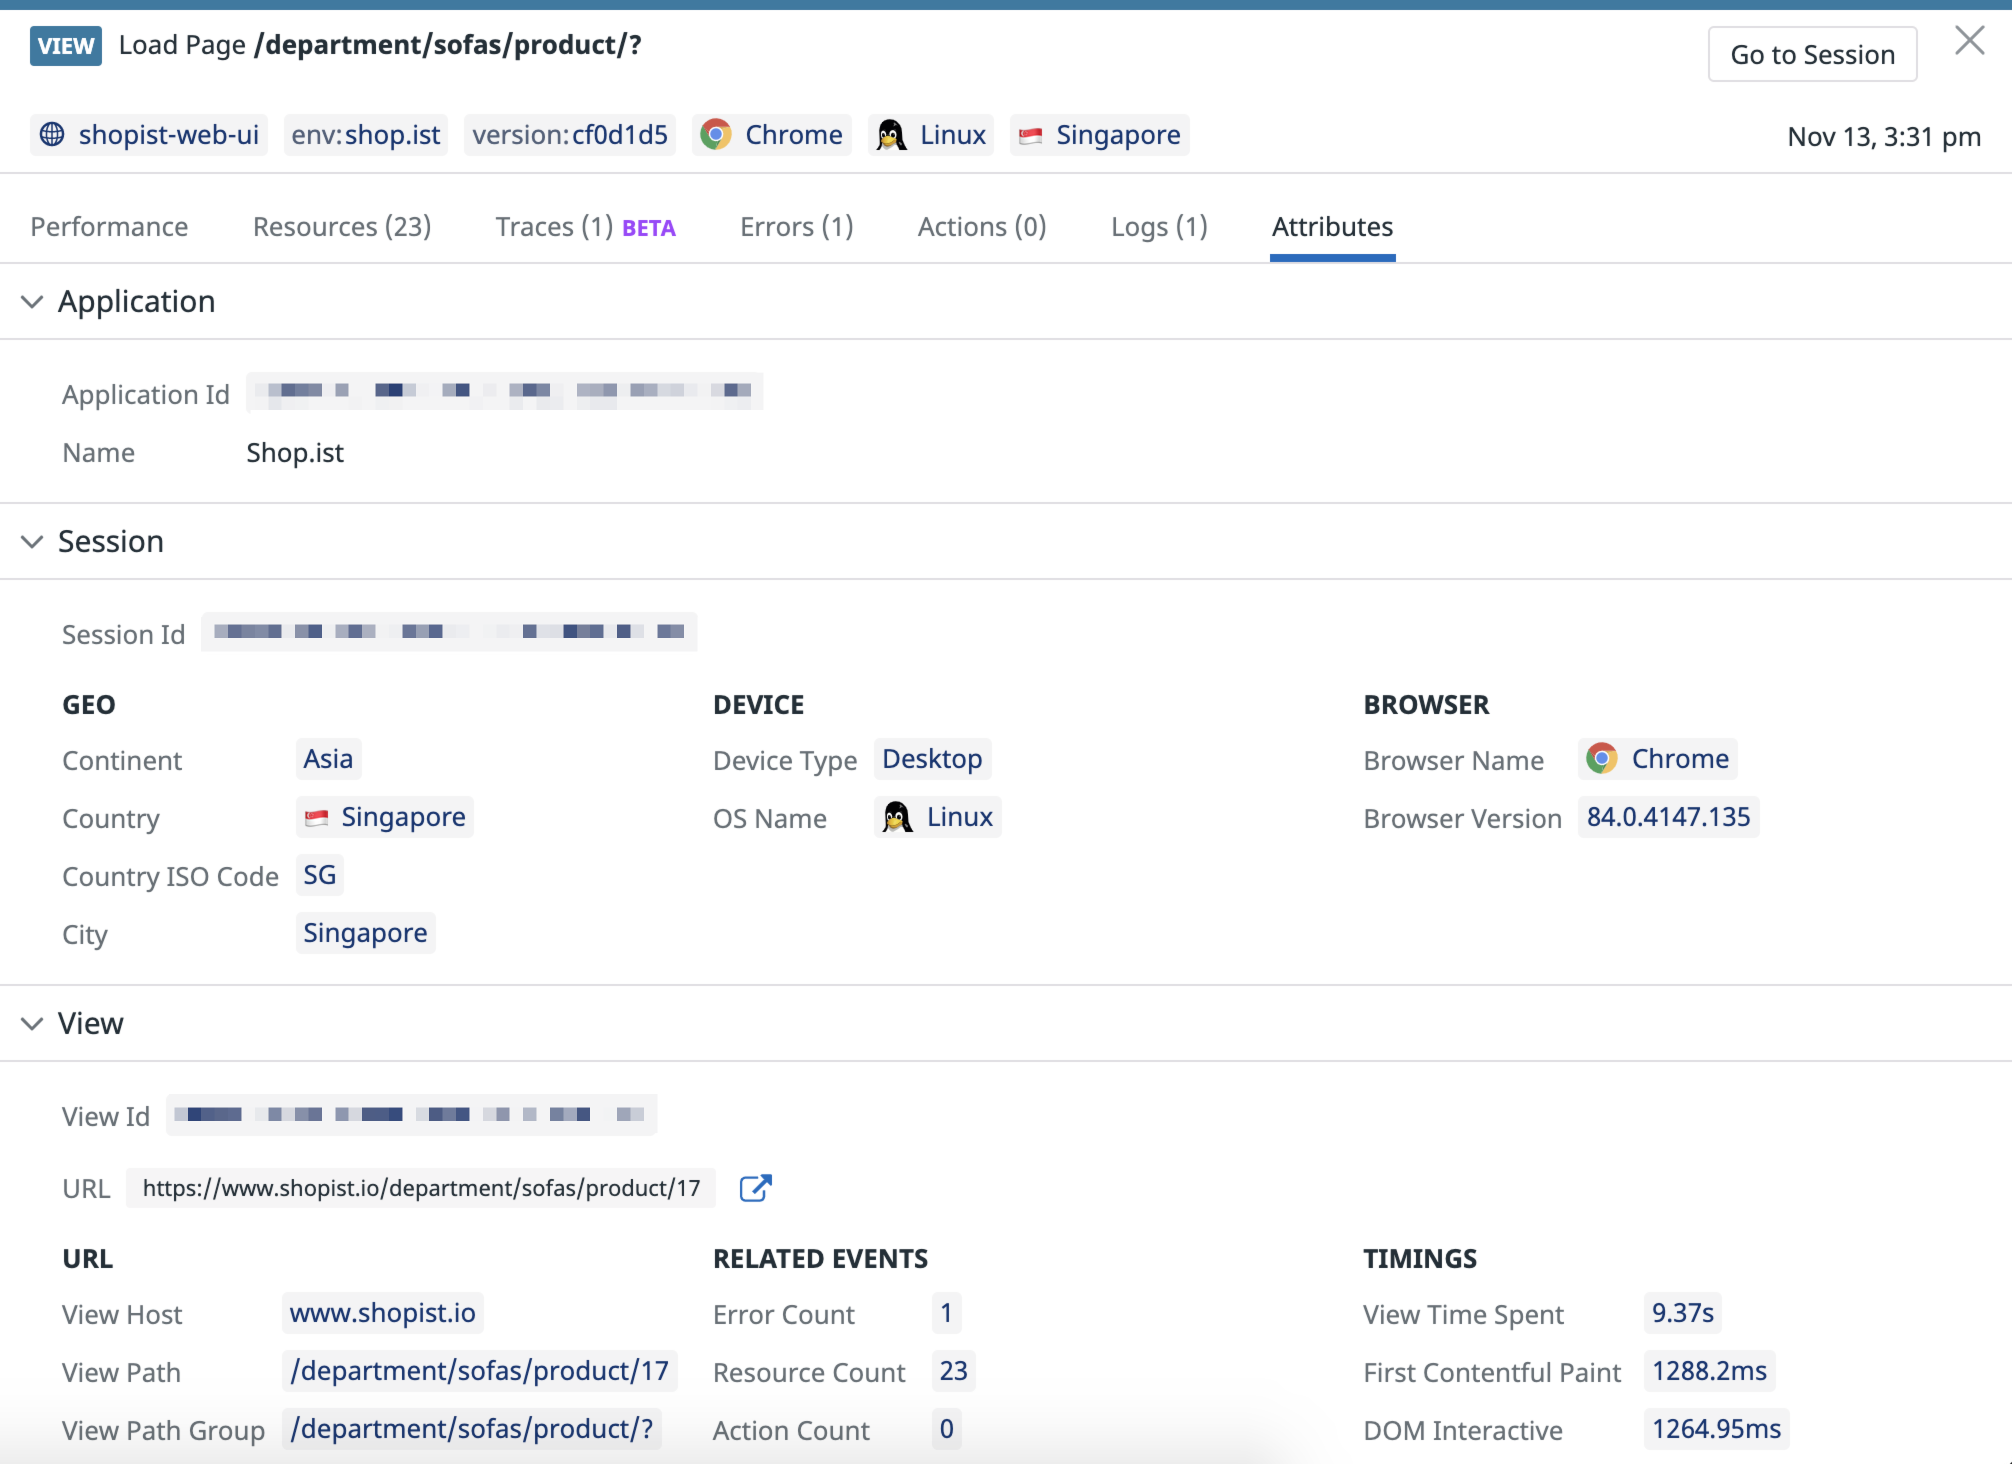 VIEW Load Page /department/sofas/product/?
Go to Session
shopist-web-ui env:shop.ist version:cf0d1d5 Chrome Linux Singapore
Nov 13, 3:31 pm
Performance Resources (23) Traces (1) BETA Errors (1) Actions (0) Logs (1) Attributes
Application
Application Id
Name Shop.ist
Session
Session Id
GEO DEVICE BROWSER
Continent Asia Device Type Desktop Browser Name Chrome
Country Singapore OS Name Linux Browser Version 84.0.4147.135
Country ISO Code SG
City Singapore
View
View Id
URL https://www.shopist.io/department/sofas/product/17
URL RELATED EVENTS TIMINGS
View Host www.shopist.io Error Count 1 View Time Spent 9.37s
View Path /department/sofas/product/17 Resource Count 23 First Contentful Paint 1288.2ms
View Path Group /department/sofas/product/? Action Count 0 DOM Interactive 1264.95ms